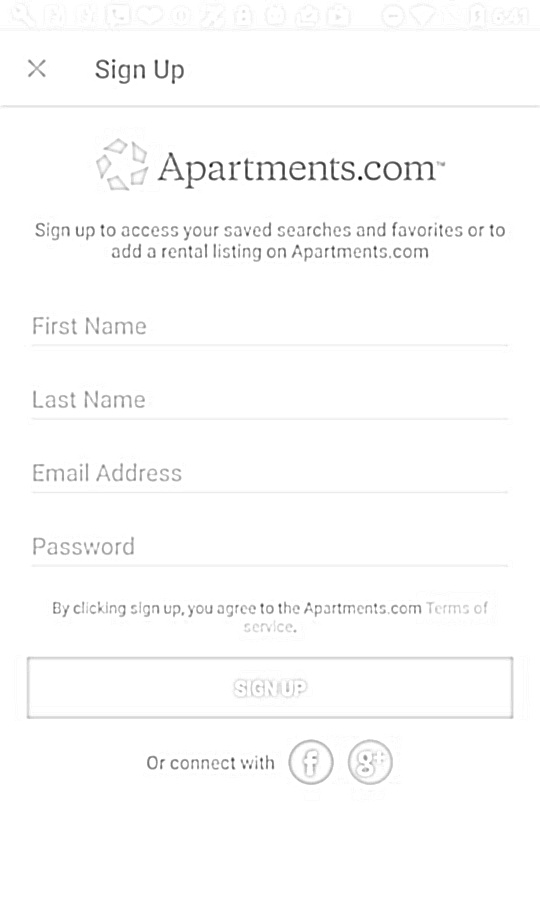 6:41
Sign Up
Apartments.com™
Sign up to access your saved searches and favorites or to
add a rental listing on Apartments.com
First Name
Last Name
Email Address
Password
By clicking sign up, you agree to the Apartments.com Terms of
service.
SIGN UP
Or connect with f g+